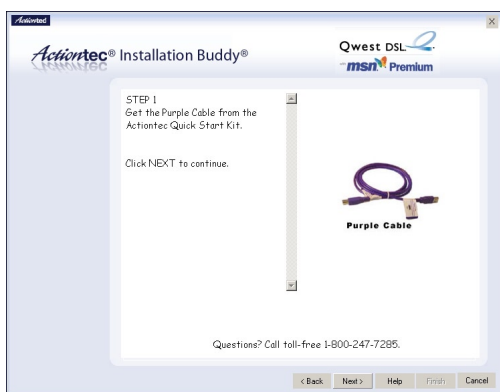 Actiontec
Actiontec® Installation Buddy®
Qwest DSL
msn Premium
STEP 1
Get the Purple Cable from the
Actiontec Quick Start Kit.
Click NEXT to continue.
Purple Cable
Questions? Call toll-free 1-800-247-7285.
< Back
Next >
Help
Finish
Cancel